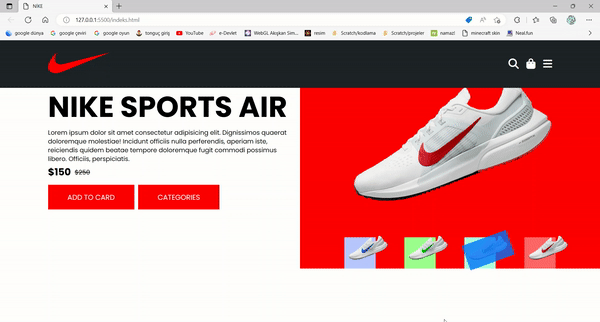 NIKE
127.0.0.1:5500/indeks.html
google dünya
google çeviri
google oyun
tonguç giriş
YouTube
e-Devlet
WebGL Akışkan Sim...
resim
Scratch/kodlama
Scratch/projeler
namazi
minecraft skin
Neal.fun
NIKE SPORTS AIR
Lorem ipsum dolor sit amet consectetur adipisicing elit. Dignissimos quaerat
doloremque molestiae! Incidunt officiis nulla perferendis, aperiam iste,
reiciendis quidem beatae tempore doloremque fugit commodi possimus
libero. Officiis, perspiciatis.
$150 $250
ADD TO CARD
CATEGORIES